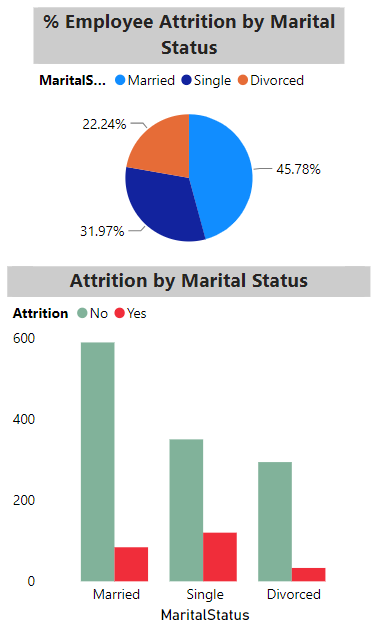 % Employee Attrition by Marital
Status
MaritalS... Married Single Divorced
22.24%
45.78%
31.97%
Attrition by Marital Status
Attrition No Yes
600
400
200
0
Married Single Divorced
MaritalStatus